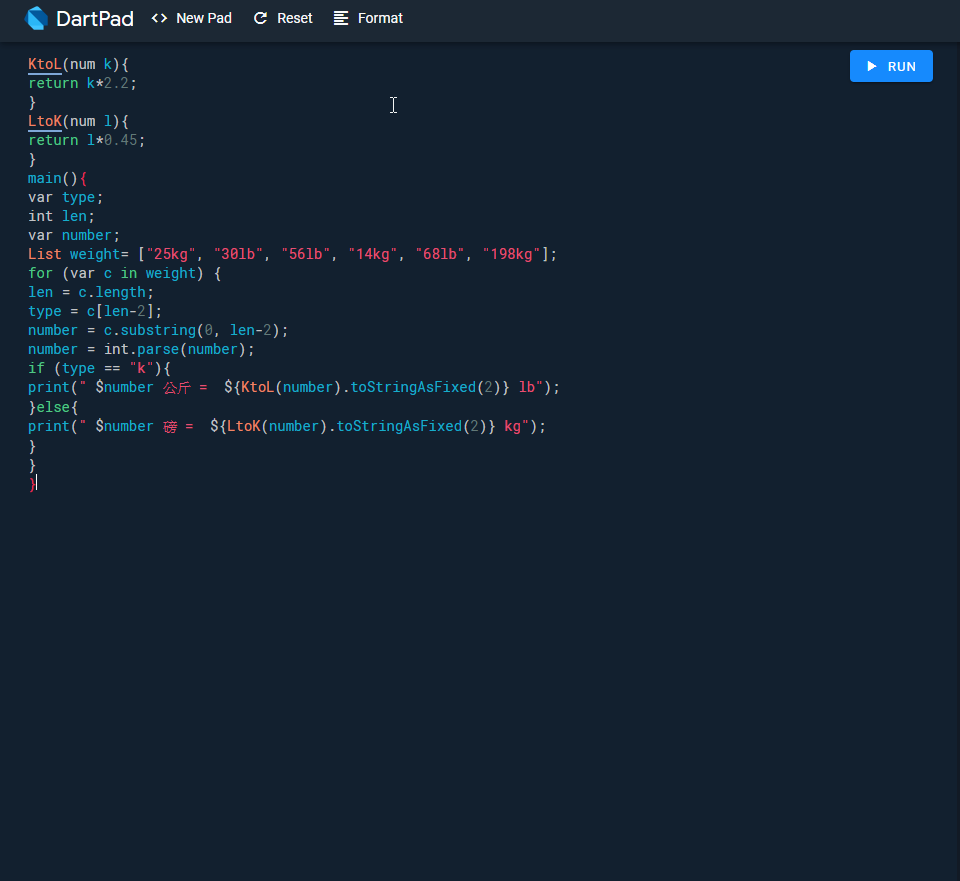 DartPad <> New Pad Reset Format
KtoL(num k){
RUN
return k*2.2;
}
LtoK(num l){
return l*0.45;
}
main(){
var type;
int len;
var number;
List weight= ["25kg", "30lb", "56lb", "14kg", "68lb", "198kg"];
for (var c in weight) {
len = c.length;
type = c[len-2];
number = c.substring(0, len-2);
number = int.parse(number);
if (type == "k"){
print(" $number 公斤 =  ${KtoL(number).toStringAsFixed(2)} lb");
}else{
print(" $number 磅 =  ${LtoK(number).toStringAsFixed(2)} kg");
}
}
}